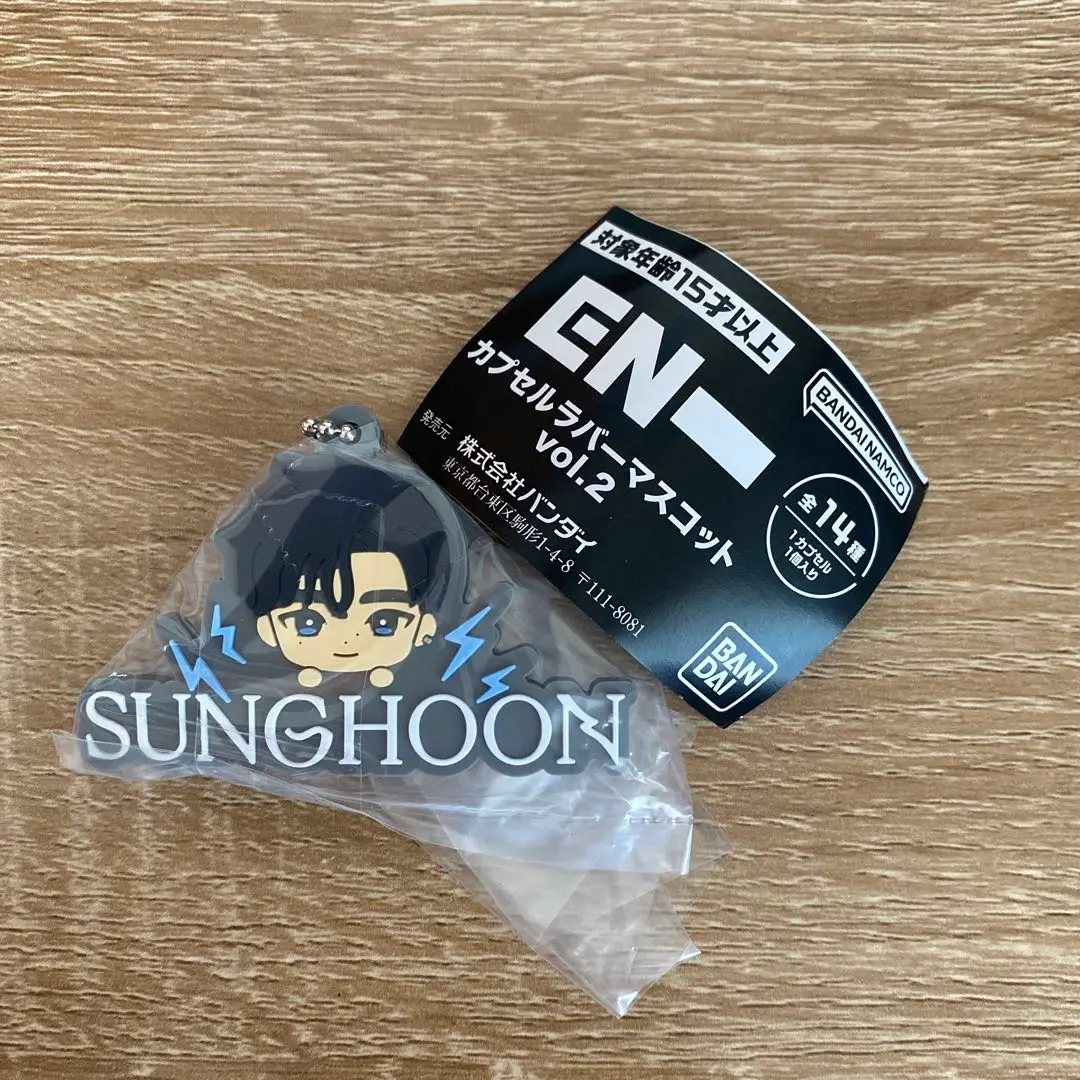 対象年齢15才以上
EN-
カプセルラバーマスコット
vol.2
発売元
株式会社バンダイ
東京都台東区駒形1-4-8 〒111-8081
BANDAI NAMCO
全14種
1カプセル
1個入り
BAN
DAI
SUNGHOON